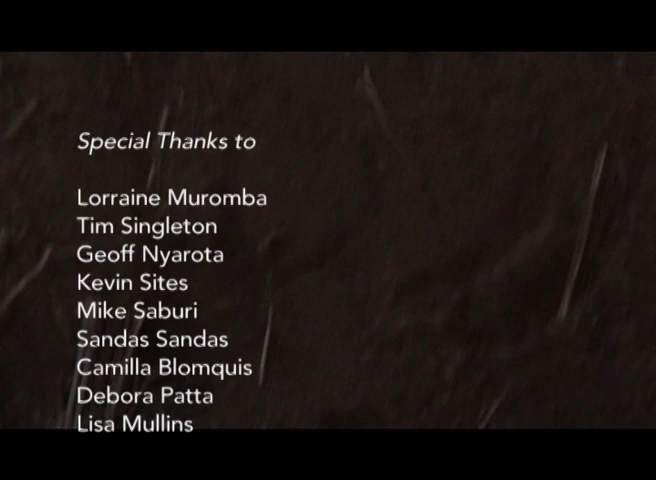 Special Thanks to
Lorraine Muromba
Tim Singleton
Geoff Nyarota
Kevin Sites
Mike Saburi
Sandas Sandas
Camilla Blomquis
Debora Patta
Lisa Mullins